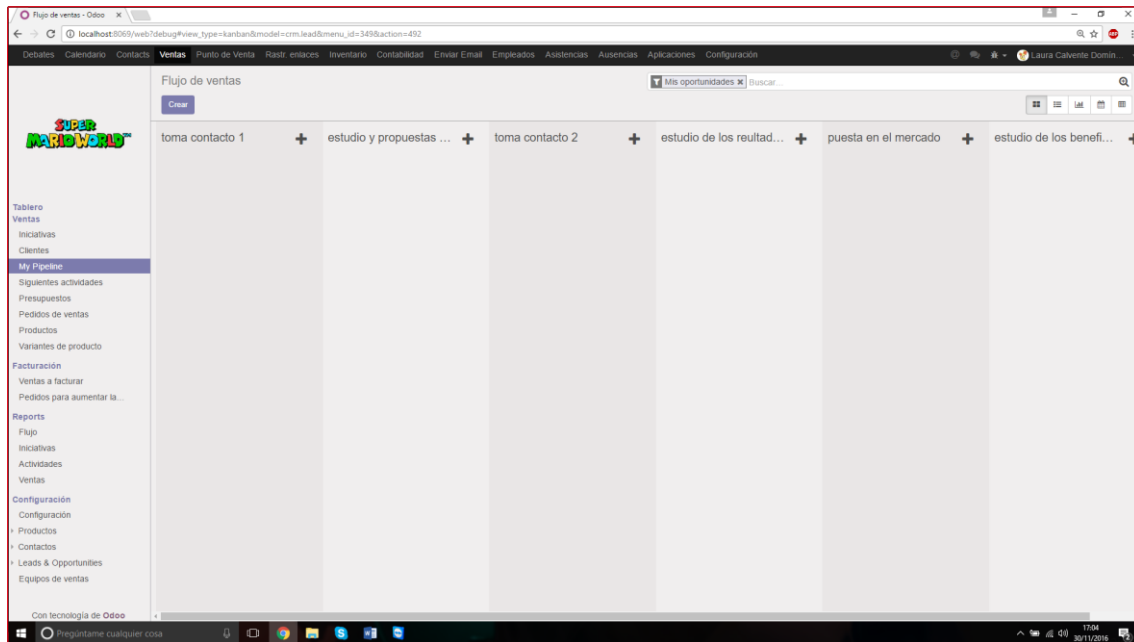 Flujo de ventas - Odoo
localhost:8069/web?debug#view_type=kanban&model=crm.lead&menu_id=349&action=492
Debates Calendario Contacts Ventas Punto de Venta Rastr. enlaces Inventario Contabilidad Enviar Email Empleados Asistencias Ausencias Aplicaciones Configuración
Laura Calvente Domin...
Flujo de ventas
Mis oportunidades
Buscar...
Crear
SUPER
MARIO WORLD
toma contacto 1
estudio y propuestas ...
toma contacto 2
estudio de los reultad...
puesta en el mercado
estudio de los benefi...
Tablero
Ventas
Iniciativas
Clientes
My Pipeline
Siguientes actividades
Presupuestos
Pedidos de ventas
Productos
Variantes de producto
Facturación
Ventas a facturar
Pedidos para aumentar la...
Reports
Flujo
Iniciativas
Actividades
Ventas
Configuración
Configuración
Productos
Contactos
Leads & Opportunities
Equipos de ventas
Con tecnología de Odoo
Pregúntame cualquier cosa
17:04
30/11/2016